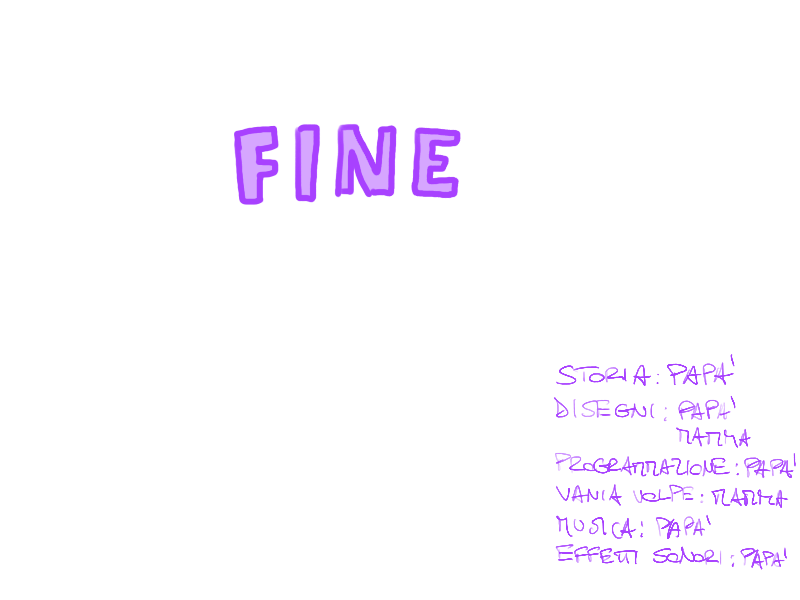 FINE
STORIA: PAPA'
DISEGNI: PAPA'
MAMMA
PROGRAMMAZIONE: PAPA'
VANIA VOLPE: MAMMA
MUSICA: PAPA'
EFFETTI SONORI: PAPA'